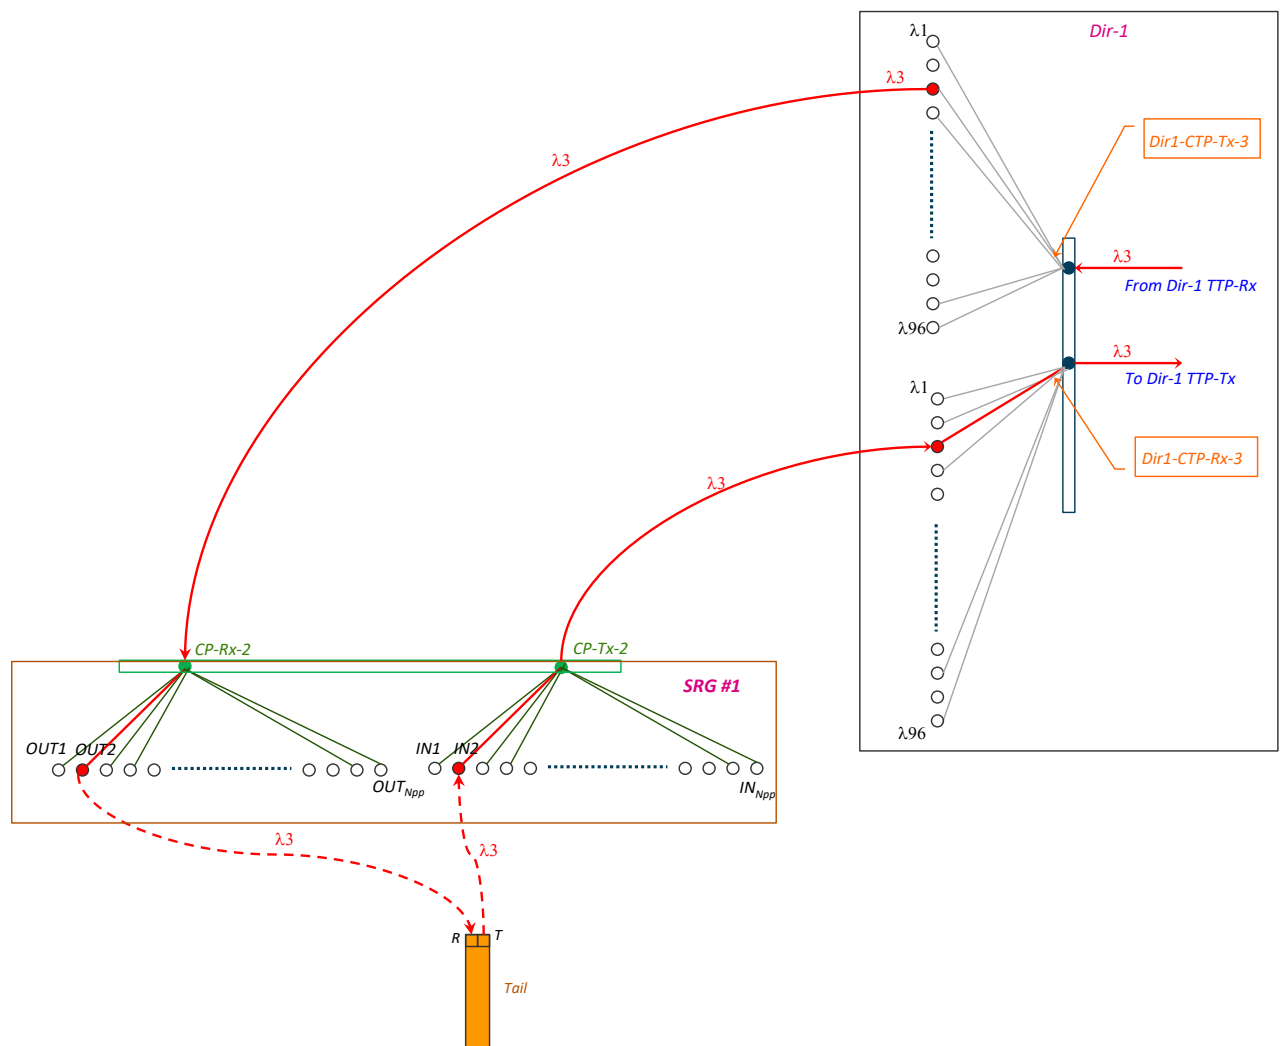 λ1
Dir-1
λ3
Dir1-CTP-Tx-3
λ3
λ3
From Dir-1 TTP-Rx
λ96
λ3
To Dir-1 TTP-Tx
λ1
Dir1-CTP-Rx-3
λ3
CP-Rx-2
CP-Tx-2
SRG #1
λ96
OUT1
OUT2
IN1
IN2
OUTNpp
INNpp
λ3
λ3
R
T
Tail